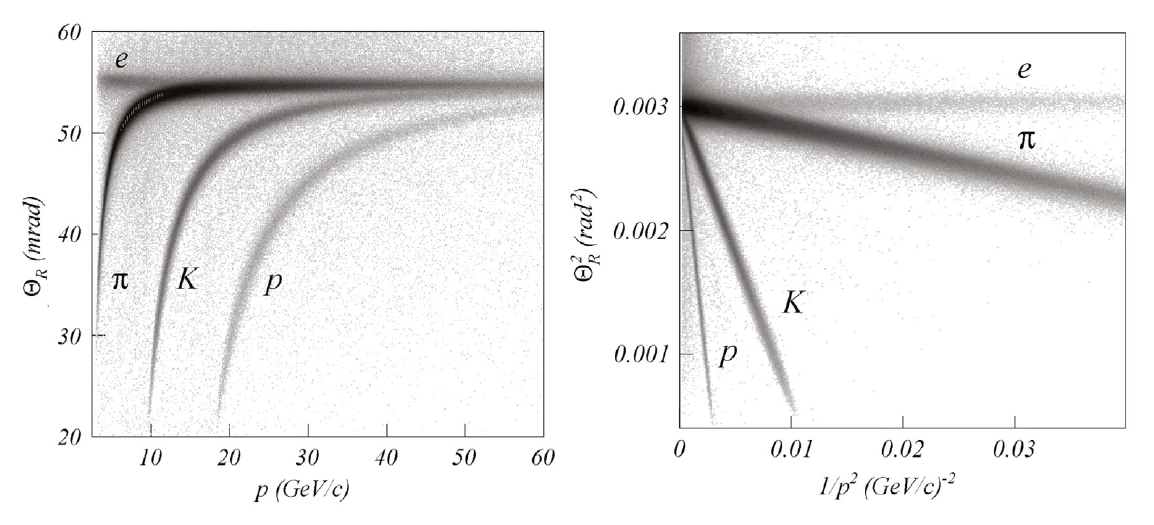 60
e
50
Θ_R (mrad)
40
π K p
30
20
10 20 30 40 50 60
p (GeV/c)
e
0.003
π
Θ_R^2 (rad^2)
0.002
K
0.001
p
0 0.01 0.02 0.03
1/p^2 (GeV/c)^-2